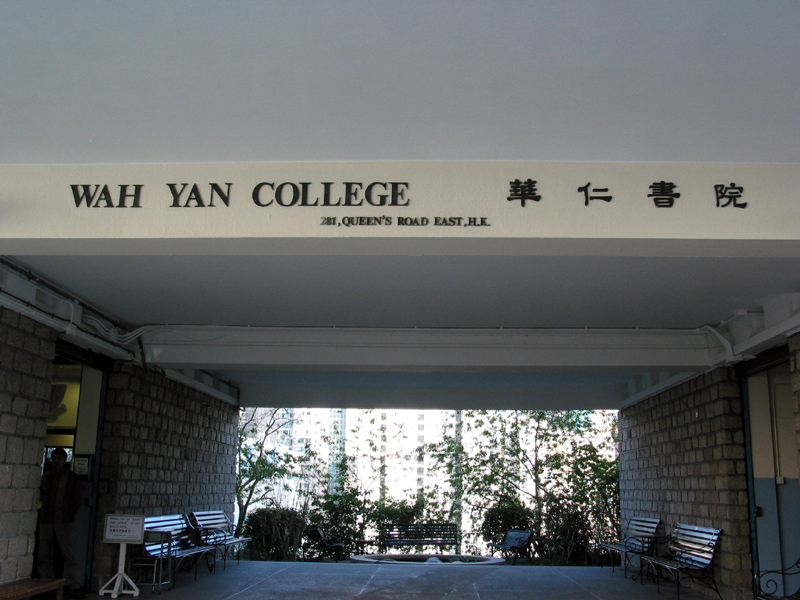 WAH YAN COLLEGE 華仁書院
281, QUEEN'S ROAD EAST, H.K.